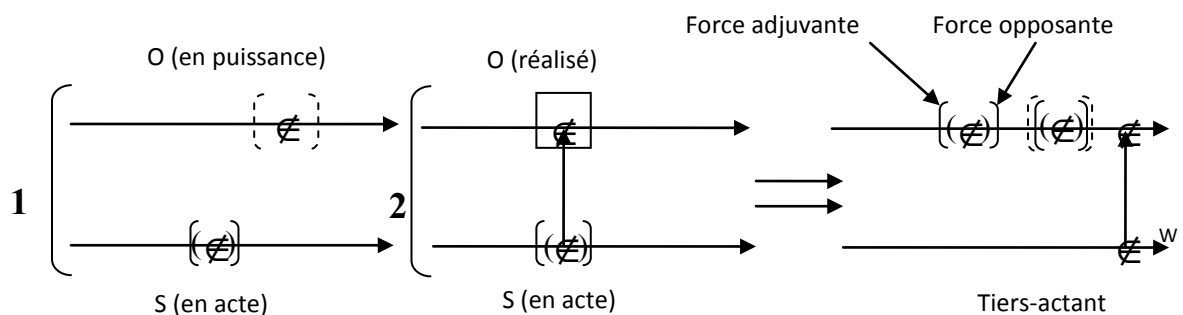 Force adjuvante
Force opposante
O (en puissance)
O (réalisé)
∉
∉
(∉)
(∉)
∉
1
2
(∉)
(∉)
∉
W
S (en acte)
S (en acte)
Tiers-actant